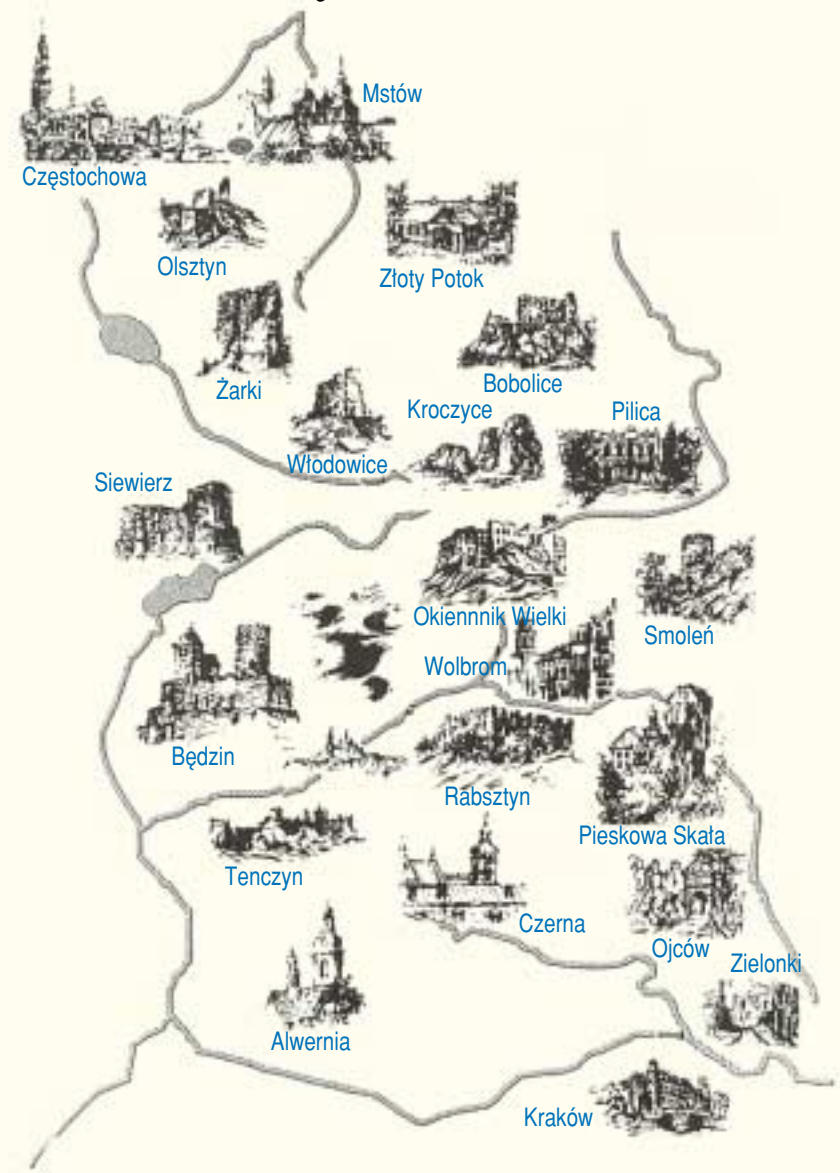 Mstów
Częstochowa
Olsztyn
Złoty Potok
Żarki
Bobolice
Kroczyce
Pilica
Włodowice
Siewierz
Okiennnik Wielki
Smoleń
Wolbrom
Będzin
Rabsztyn
Pieskowa Skała
Tenczyn
Czerna
Ojców
Zielonki
Alwernia
Kraków